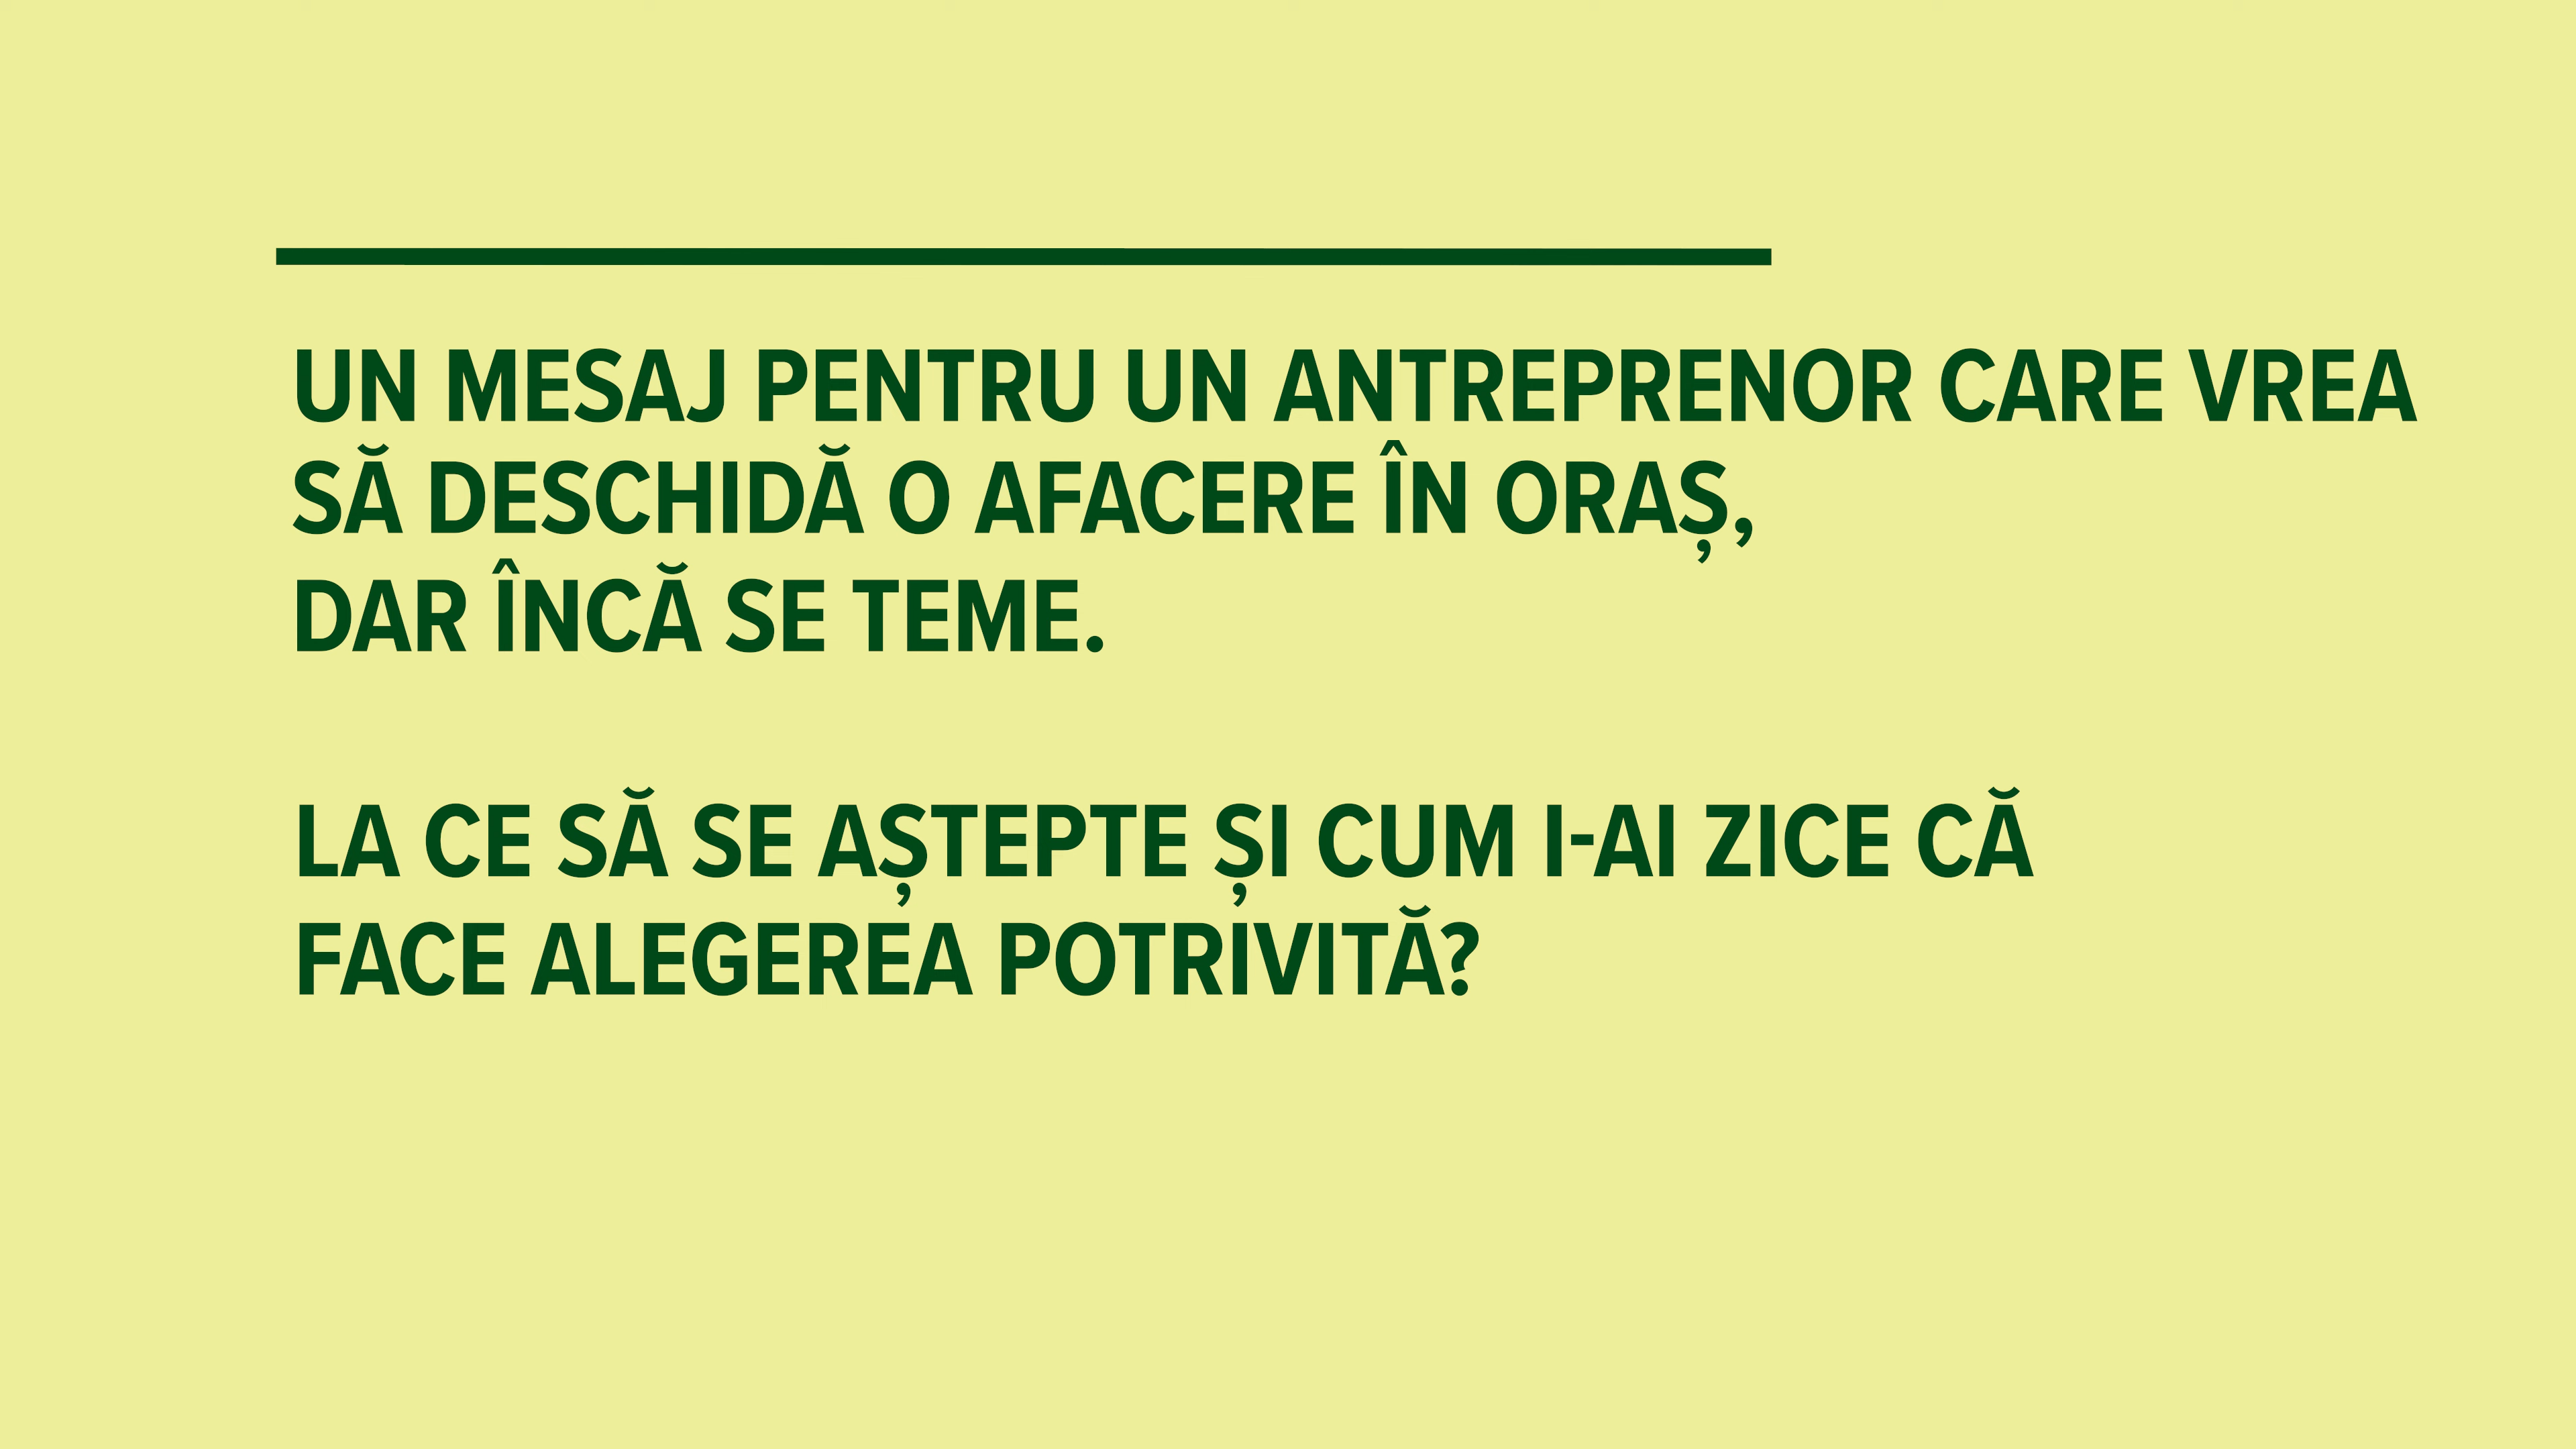 UN MESAJ PENTRU UN ANTREPRENOR CARE VREA
SĂ DESCHIDĂ O AFACERE ÎN ORAȘ,
DAR ÎNCĂ SE TEME.
LA CE SĂ SE AȘTEPTE ȘI CUM I-AI ZICE CĂ
FACE ALEGEREA POTRIVITĂ?